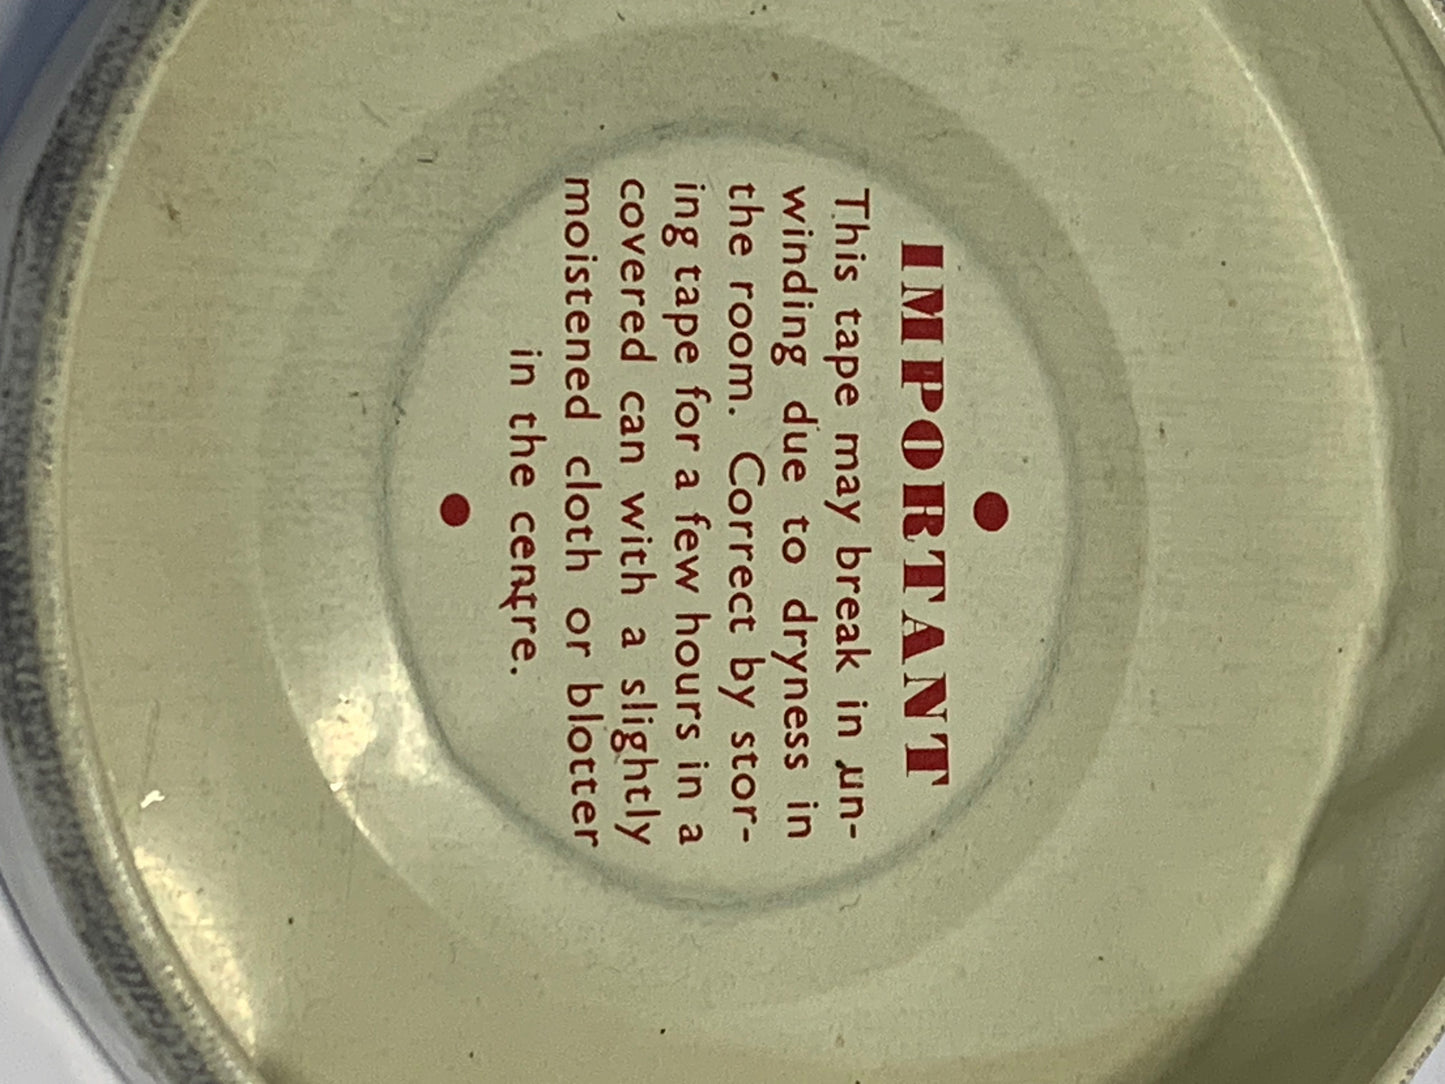 IMPORTANT
This tape may break in un-
winding due to dryness in
the room. Correct by stor-
ing tape for a few hours in a
covered can with a slightly
moistened cloth or blotter
in the centre.